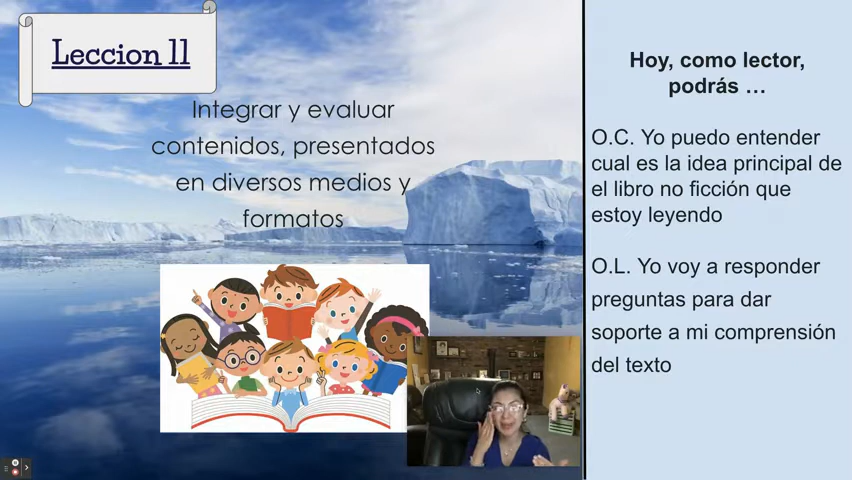 Leccion 11
Integrar y evaluar
contenidos, presentados
en diversos medios y
formatos
Hoy, como lector,
podrás …
O.C. Yo puedo entender
cual es la idea principal de
el libro no ficción que
estoy leyendo
O.L. Yo voy a responder
preguntas para dar
soporte a mi comprensión
del texto